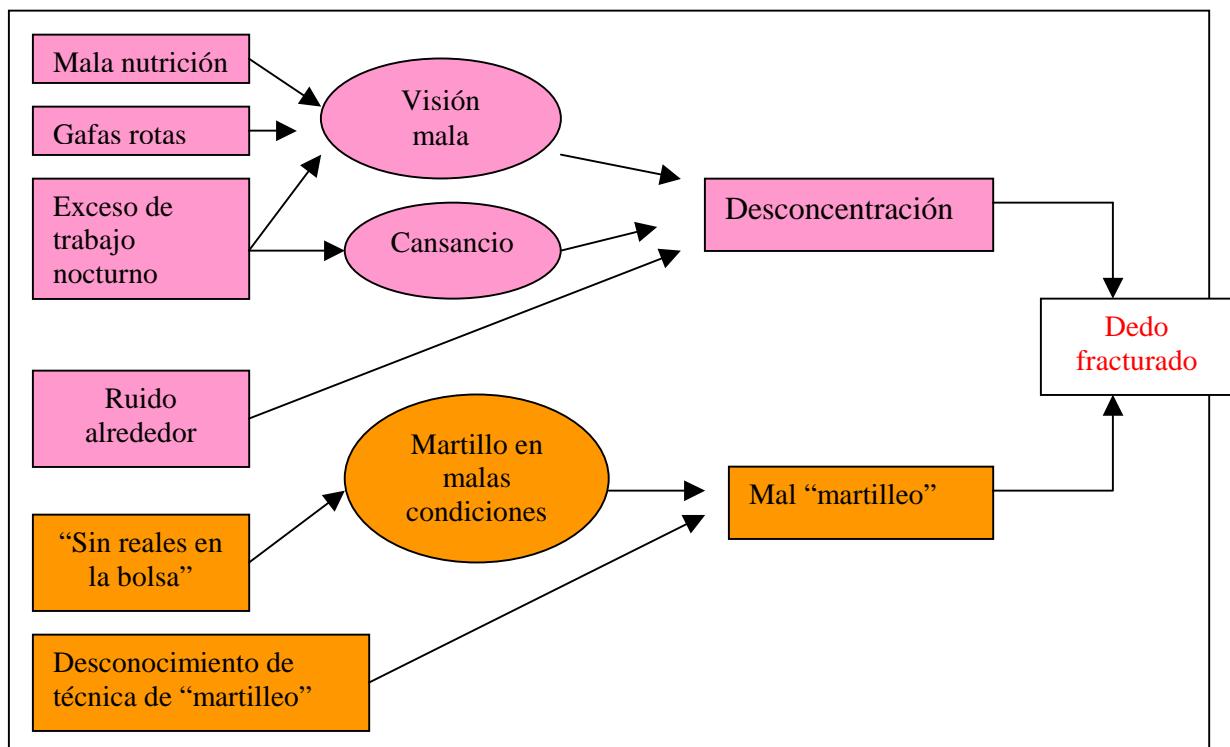 Mala nutrición
Gafas rotas
Exceso de
trabajo
nocturno
Visión
mala
Cansancio
Desconcentración
Dedo
fracturado
Ruido
alrededor
Martillo en
malas
condiciones
Mal “martilleo”
“Sin reales en
la bolsa”
Desconocimiento de
técnica de “martilleo”